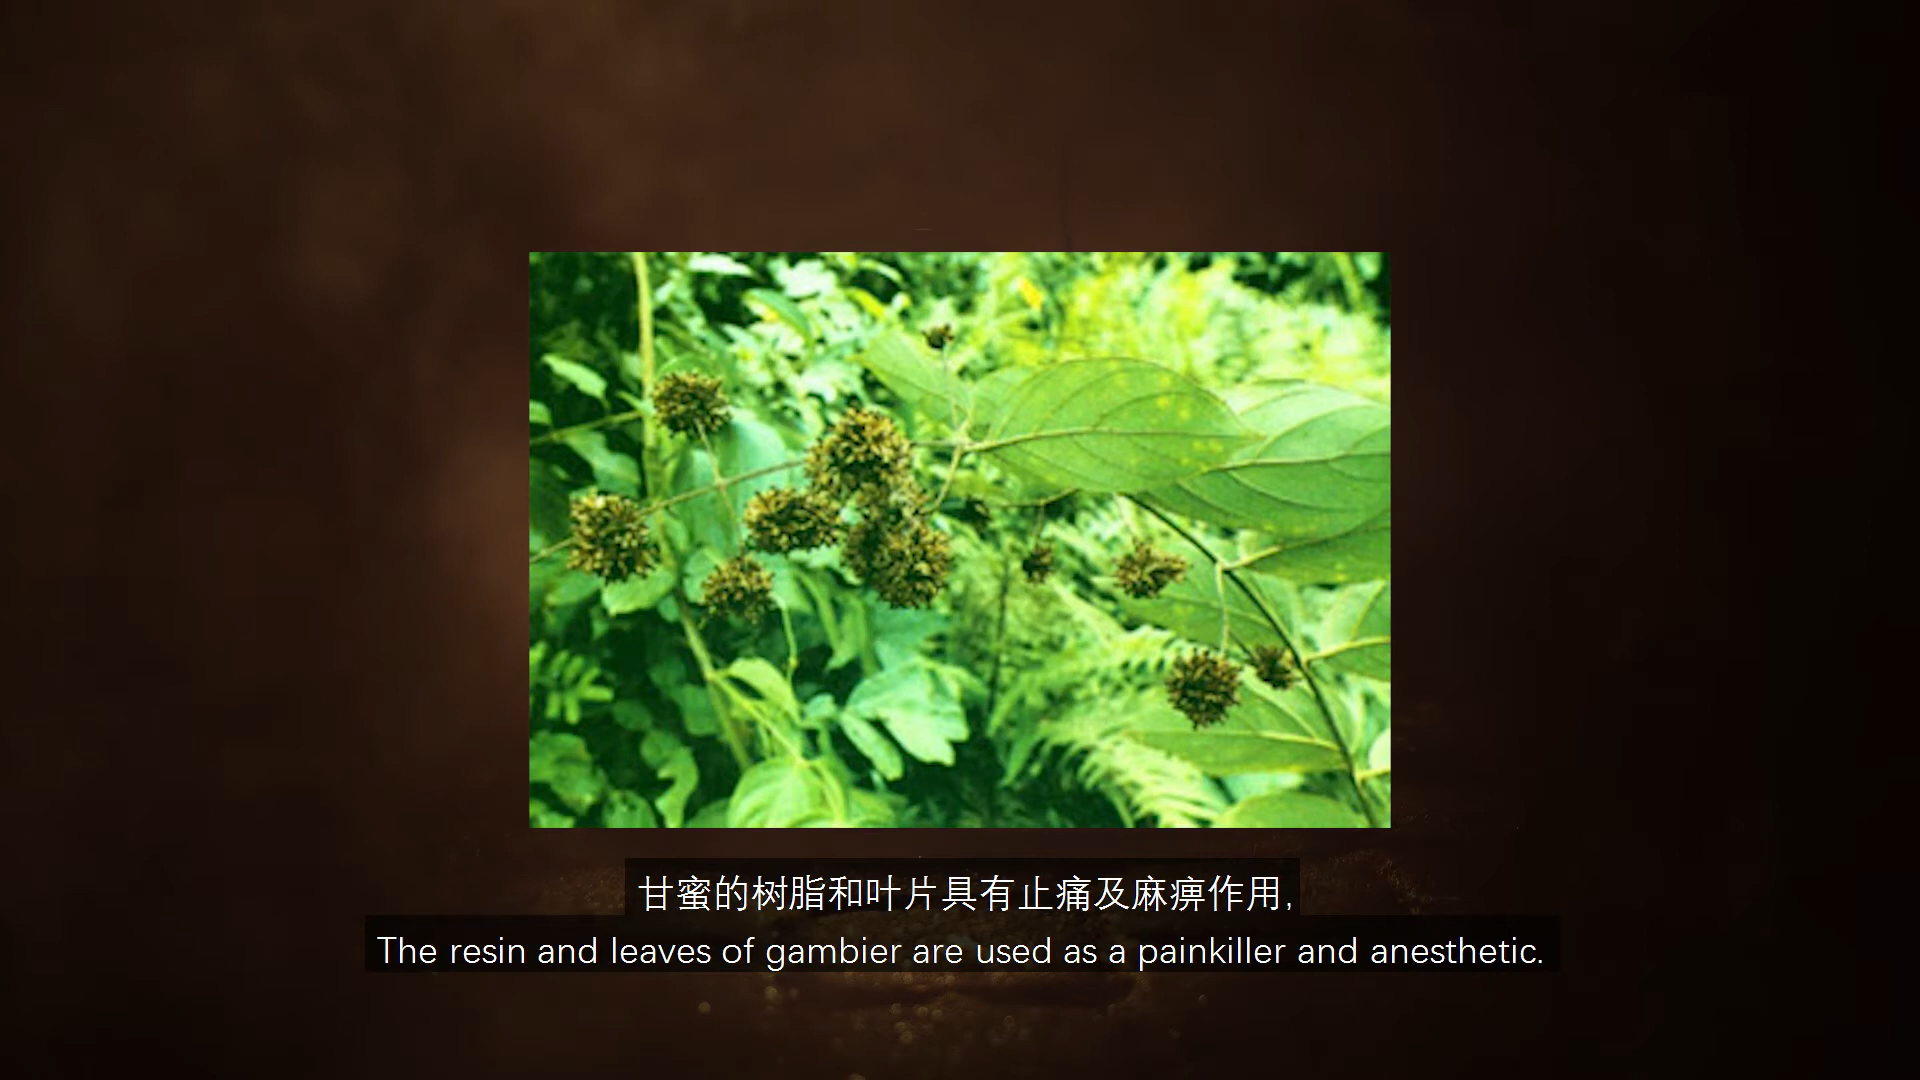 甘蜜的树脂和叶片具有止痛及麻痹作用,
The resin and leaves of gambier are used as a painkiller and anesthetic.